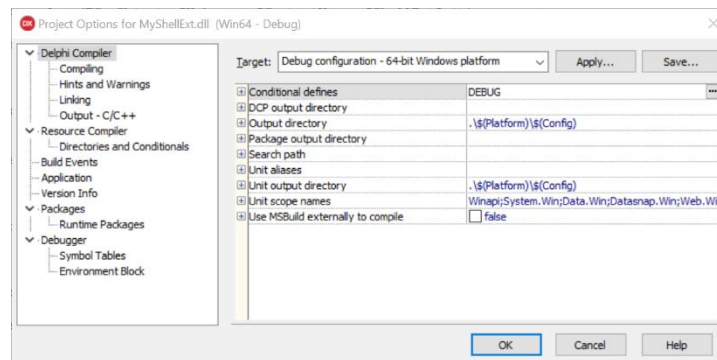 Project Options for MyShellExt.dll (Win64 - Debug)
Delphi Compiler
Compiling
Hints and Warnings
Linking
Output - C/C++
Resource Compiler
Directories and Conditionals
Build Events
Application
Version Info
Packages
Runtime Packages
Debugger
Symbol Tables
Environment Block
Target: Debug configuration - 64-bit Windows platform Apply... Save...
Conditional defines DEBUG ...
DCP output directory
Output directory .\$(Platform)\$(Config)
Package output directory
Search path
Unit aliases
Unit output directory .\$(Platform)\$(Config)
Unit scope names Winapi;System.Win;Data.Win;Datasnap.Win;Web.Wi
Use MSBuild externally to compile false
OK Cancel Help